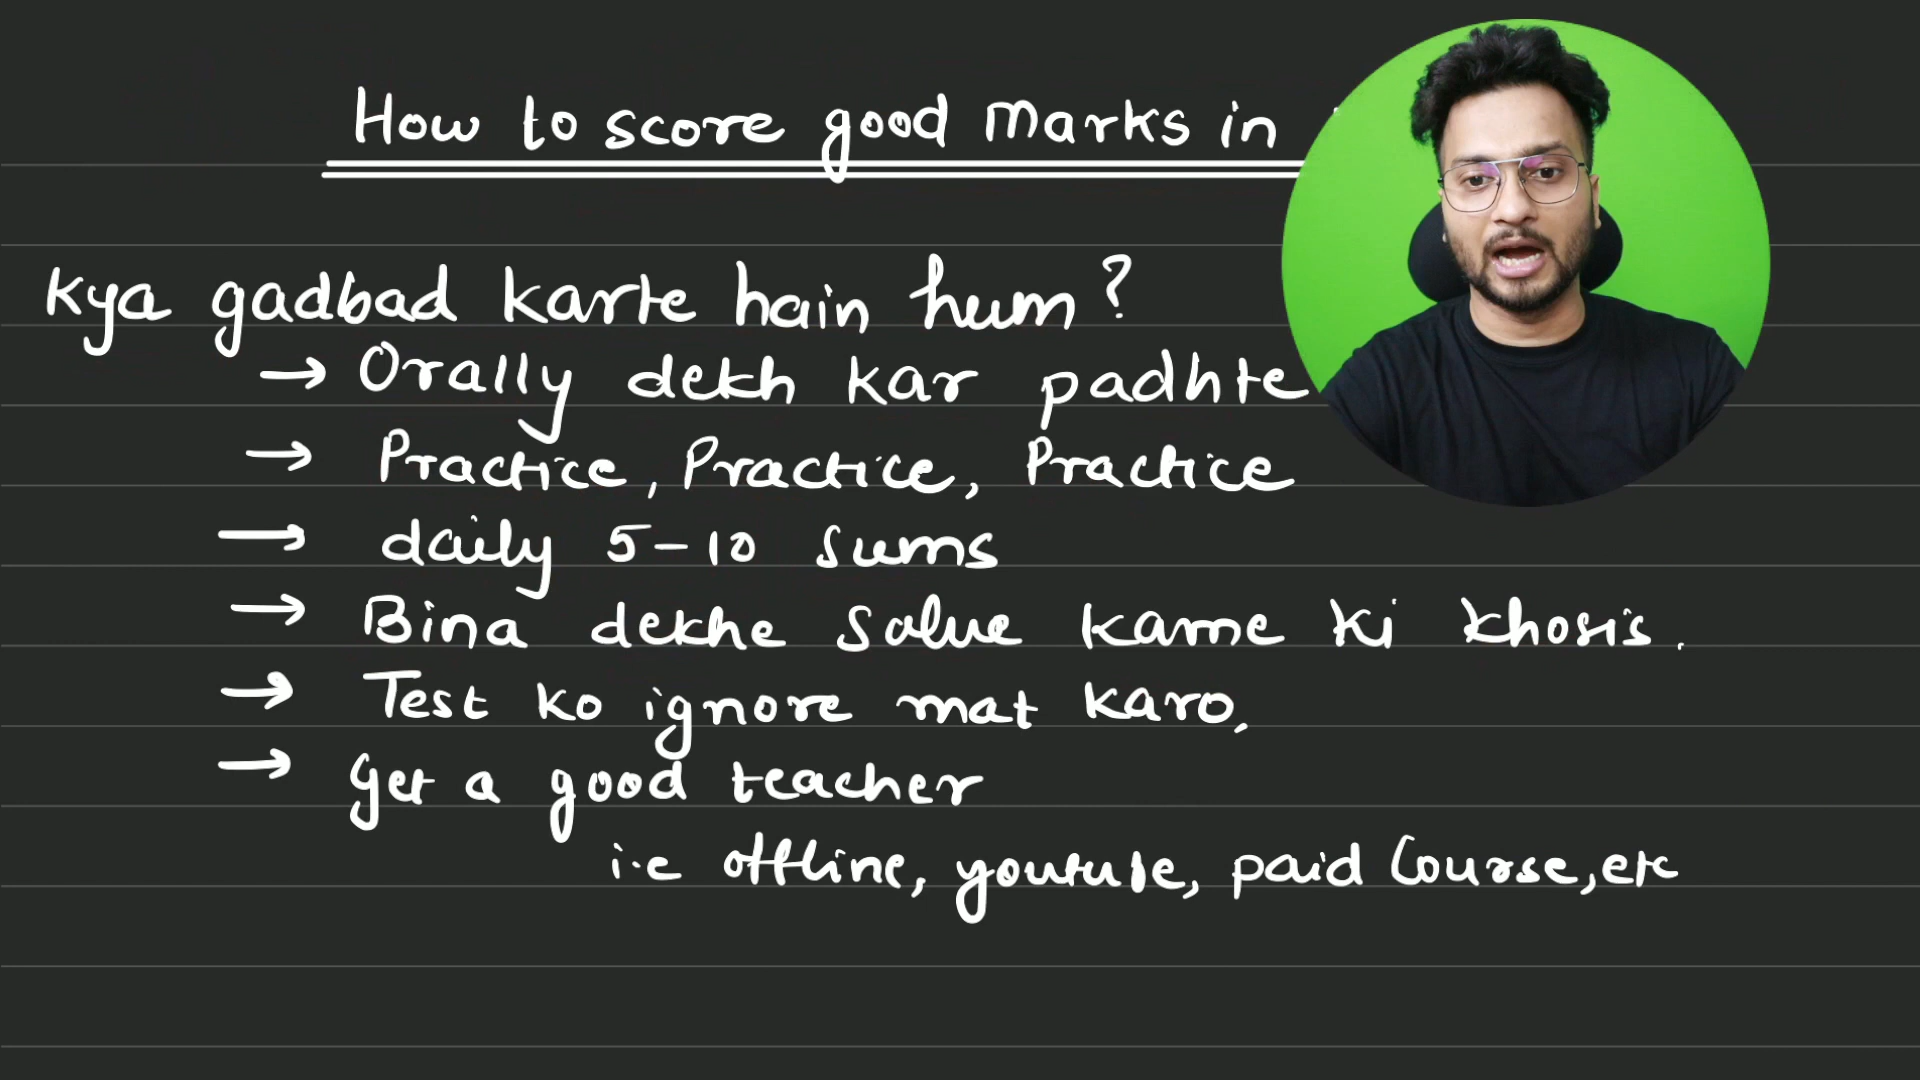 How to score good Marks in
Kya gadbad karte hain hum?
→ Orally dekh kar padhte
→ Practice, Practice, Practice
→ daily 5-10 sums
→ Bina dekhe solve karne ki khosis.
→ Test ko ignore mat karo.
→ Get a good teacher
i.e offline, youtube, paid Course, etc